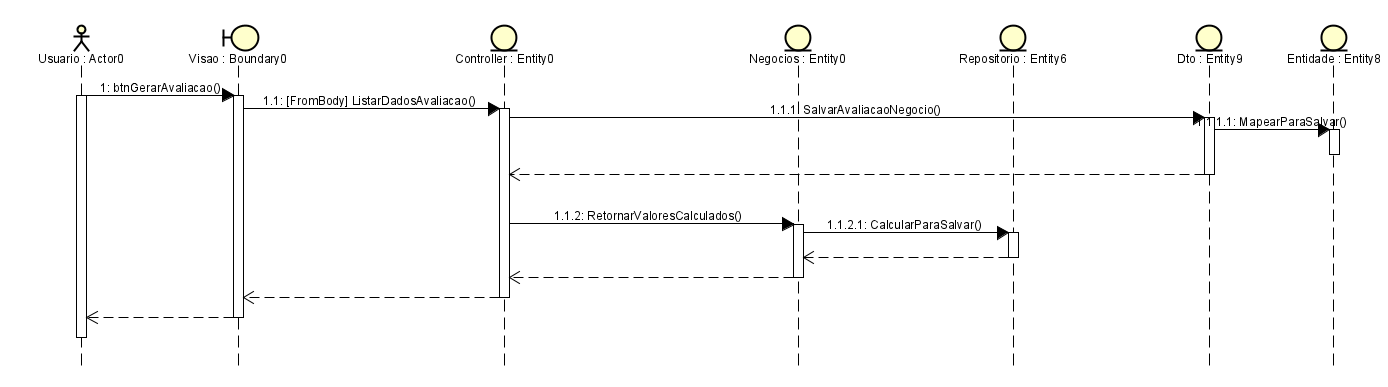 Usuario : Actor0
Visao : Boundary0
Controller : Entity0
Negocios : Entity0
Repositorio : Entity6
Dto : Entity9
Entidade : Entity8
1: btnGerarAvaliacao()
1.1: [FromBody] ListarDadosAvaliacao()
1.1.1: SalvarAvaliacaoNegocio()
1.1.1.1: MapearParaSalvar()
1.1.2: RetornarValoresCalculados()
1.1.2.1: CalcularParaSalvar()